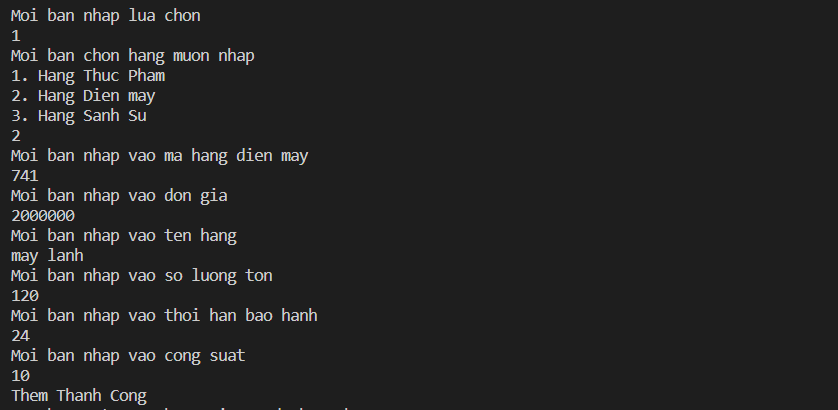 Moi ban nhap lua chon
1
Moi ban chon hang muon nhap
1. Hang Thuc Pham
2. Hang Dien may
3. Hang Sanh Su
2
Moi ban nhap vao ma hang dien may
741
Moi ban nhap vao don gia
2000000
Moi ban nhap vao ten hang
may lanh
Moi ban nhap vao so luong ton
120
Moi ban nhap vao thoi han bao hanh
24
Moi ban nhap vao cong suat
10
Them Thanh Cong